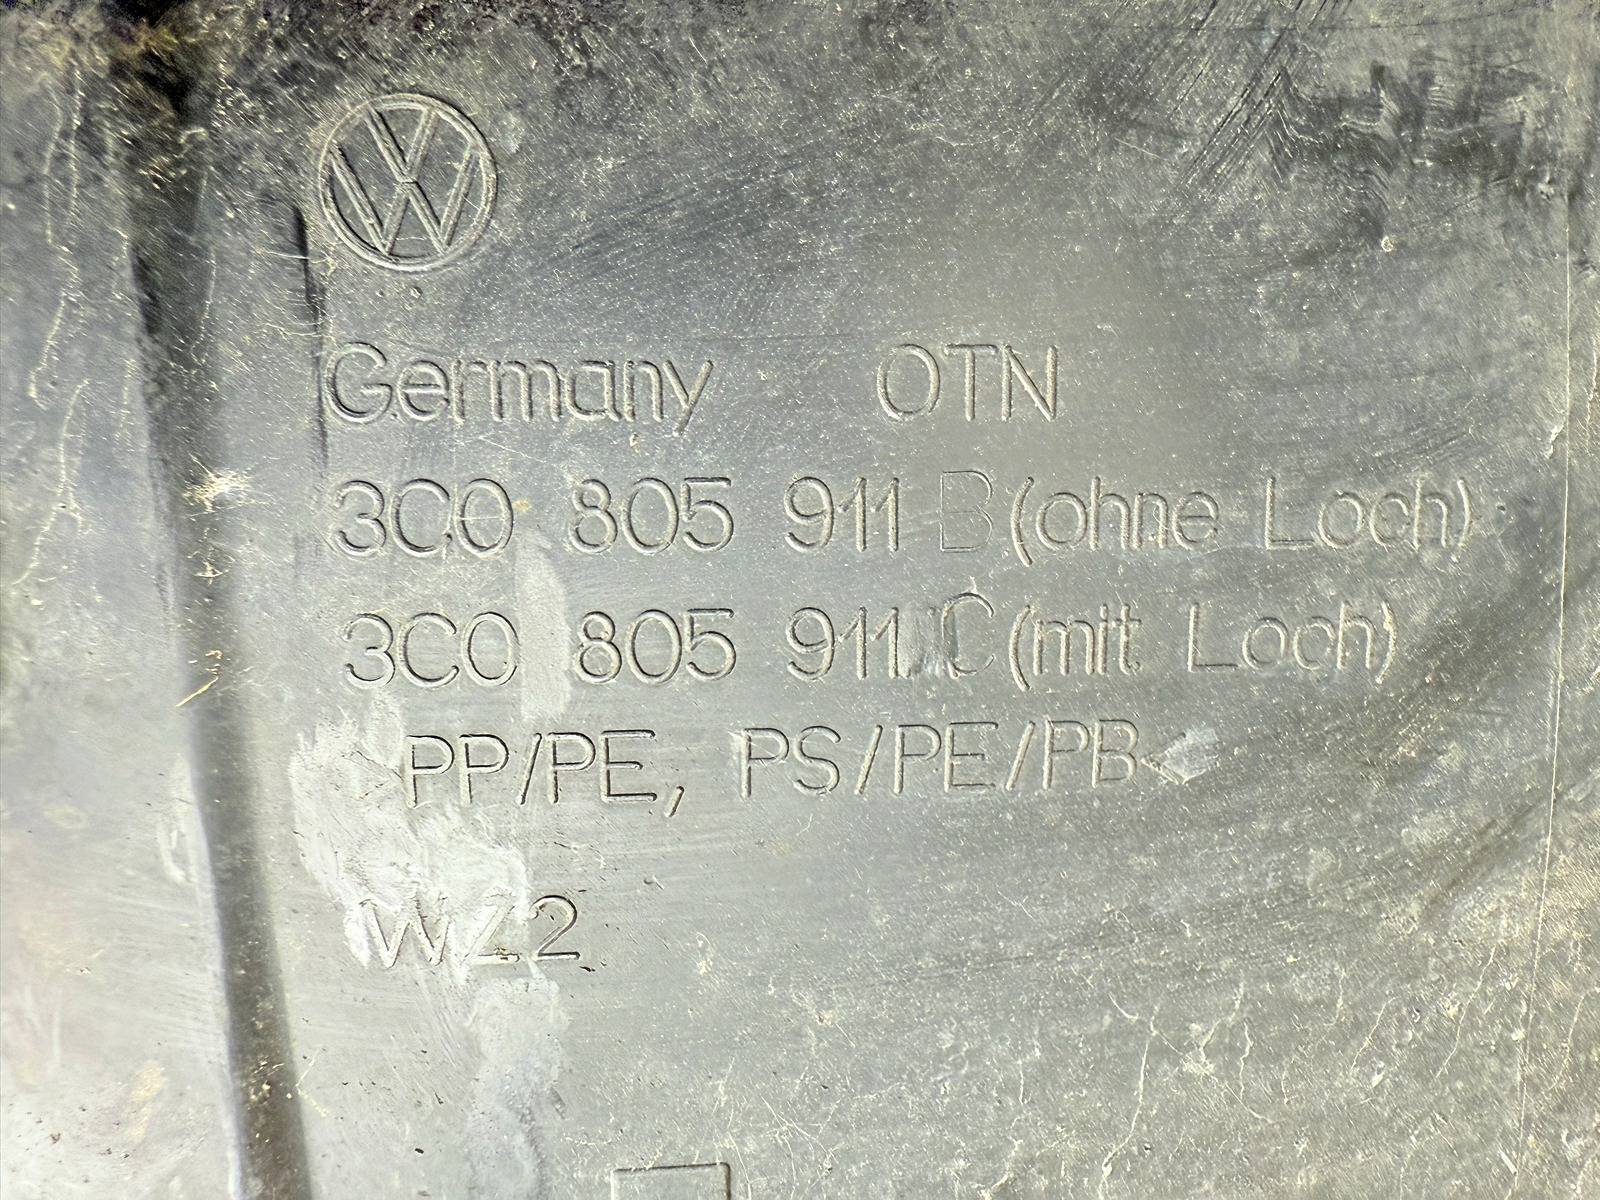 Germany OTN
3C0 805 911 B (ohne Loch)
3C0 805 911 C (mit Loch)
PP/PE, PS/PE/PB<
WZ2